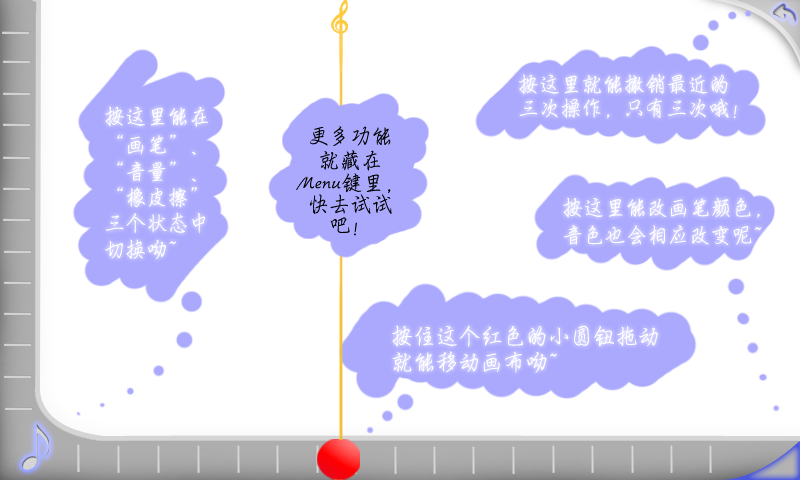 按这里能在
“画笔”、
“音量”、
“橡皮擦”
三个状态中
切换呦~
更多功能
就藏在
Menu键里，
快去试试
吧！
按这里就能撤销最近的
三次操作，只有三次哦！
按这里能改画笔颜色，
音色也会相应改变呢~
按住这个红色的小圆钮拖动
就能移动画布呦~